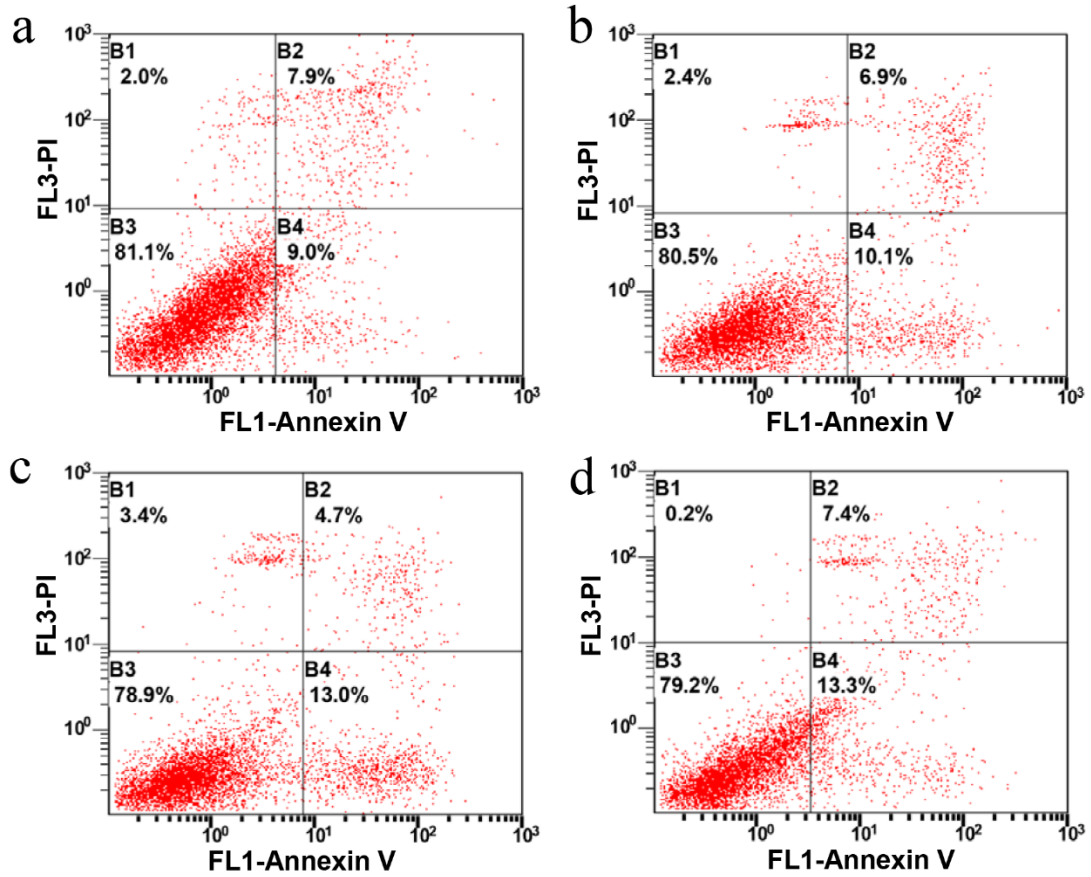 a
10³
10²
10¹
10⁰
FL3-PI
B1
2.0%
B2
7.9%
B3
81.1%
B4
9.0%
10⁰ 10¹ 10² 10³
FL1-Annexin V
b
10³
10²
10¹
10⁰
FL3-PI
B1
2.4%
B2
6.9%
B3
80.5%
B4
10.1%
10⁰ 10¹ 10² 10³
FL1-Annexin V
c
10³
10²
10¹
10⁰
FL3-PI
B1
3.4%
B2
4.7%
B3
78.9%
B4
13.0%
10⁰ 10¹ 10² 10³
FL1-Annexin V
d
10³
10²
10¹
10⁰
FL3-PI
B1
0.2%
B2
7.4%
B3
79.2%
B4
13.3%
10⁰ 10¹ 10² 10³
FL1-Annexin V